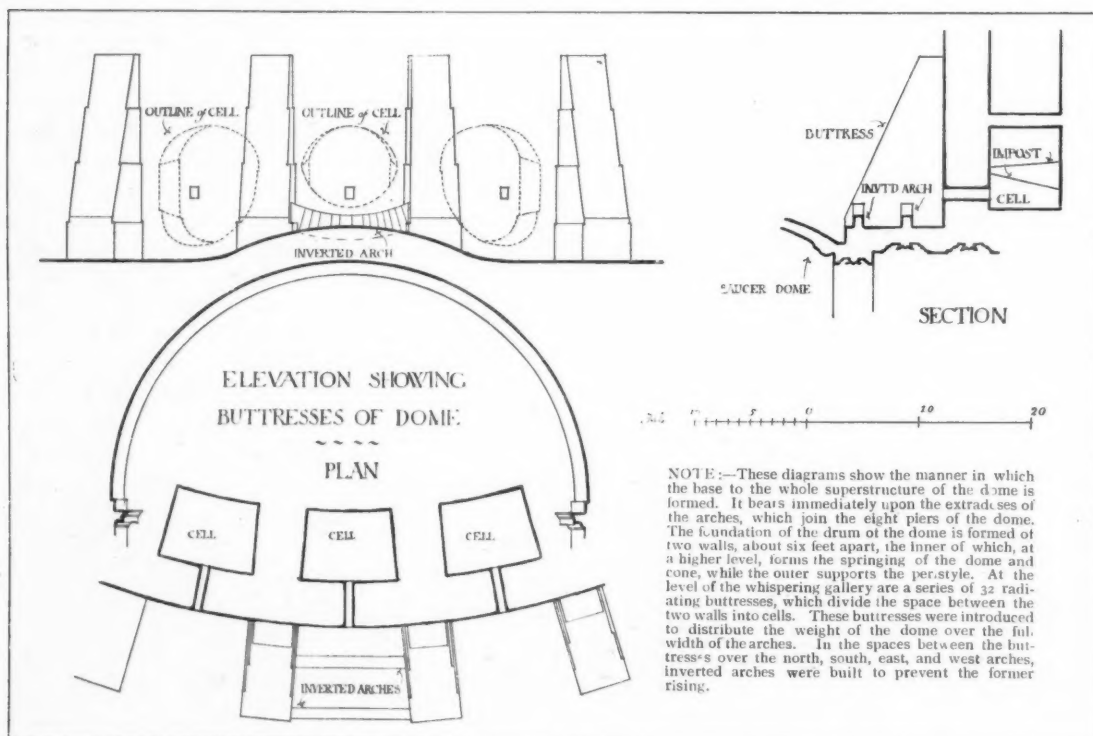 OUTLINE of CELL
OUTLINE of CELL
INVERTED ARCH
BUTTRESS
IMPOST
INVTD ARCH
CELL
SAUCER DOME
SECTION
ELEVATION SHOWING
BUTTRESSES OF DOME
~ ~ ~ ~
PLAN
5 0 10 20
CELL
CELL
CELL
INVERTED ARCHES
NOTE:—These diagrams show the manner in which
the base to the whole superstructure of the dome is
formed. It bears immediately upon the extradoses of
the arches, which join the eight piers of the dome.
The foundation of the drum of the dome is formed of
two walls, about six feet apart, the inner of which, at
a higher level, forms the springing of the dome and
cone, while the outer supports the peristyle. At the
level of the whispering gallery are a series of 32 radi-
ating buttresses, which divide the space between the
two walls into cells. These buttresses were introduced
to distribute the weight of the dome over the full
width of the arches. In the spaces between the but-
tresses over the north, south, east, and west arches,
inverted arches were built to prevent the former
rising.